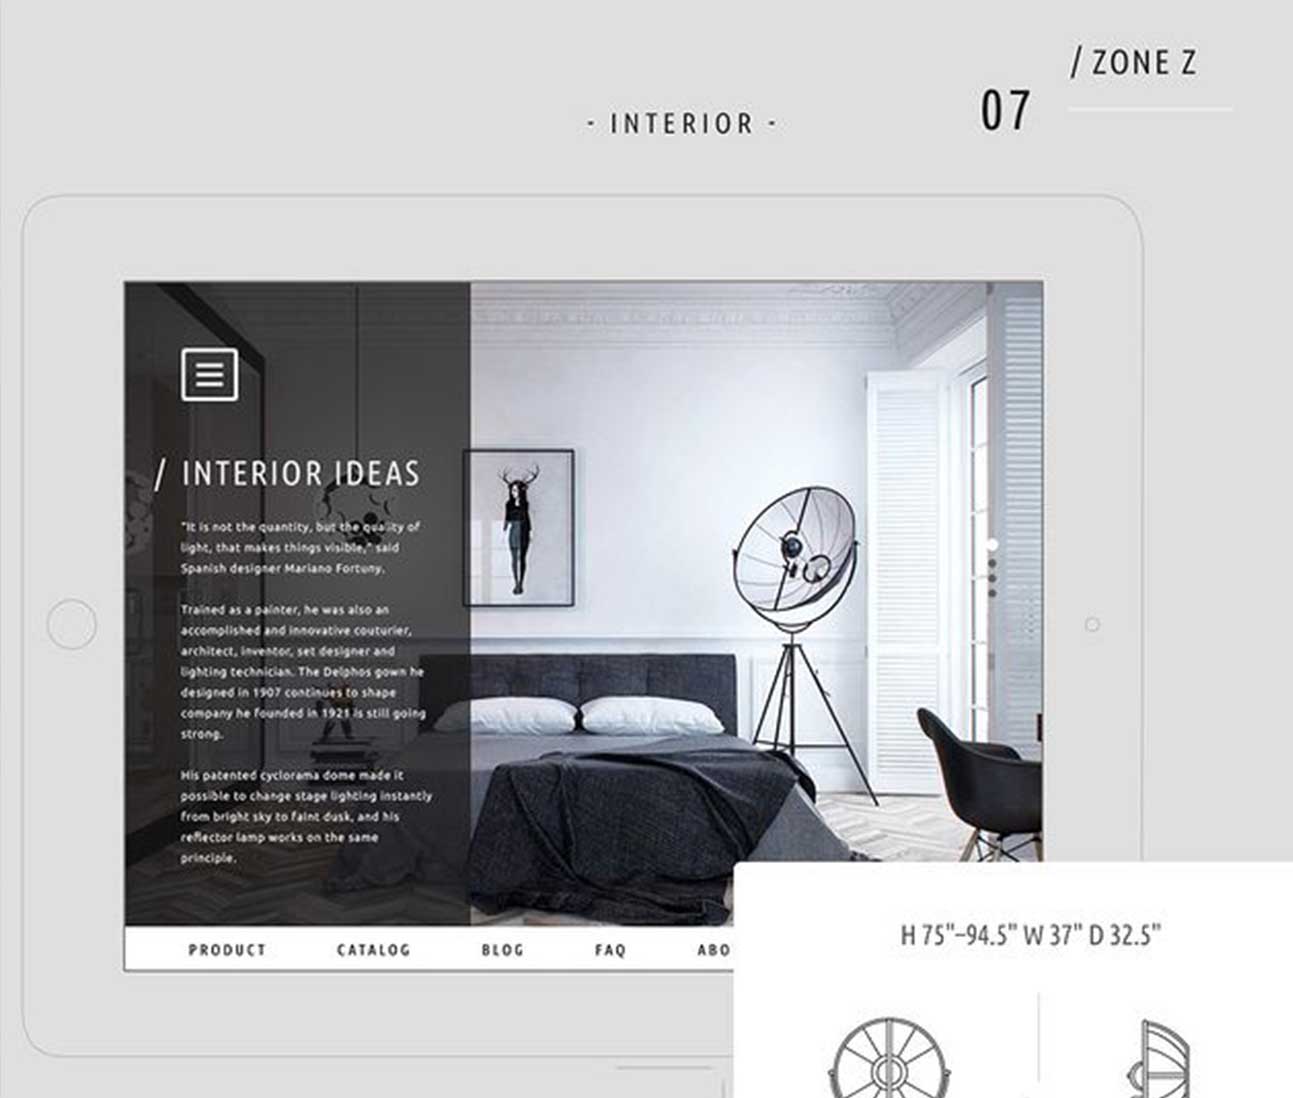 / ZONE Z
07
- INTERIOR -
/ INTERIOR IDEAS
"It is not the quantity, but the quality of
light, that makes things visible," said
Spanish designer Mariano Fortuny.
Trained as a painter, he was also an
accomplished and innovative couturier,
architect, inventor, set designer and
lighting technician. The Delphos gown he
designed in 1907 continues to shape
company he founded in 1921 is still going
strong.
His patented cyclorama dome made it
possible to change stage lighting instantly
from bright sky to faint dusk, and his
reflector lamp works on the same
principle.
PRODUCT CATALOG BLOG FAQ ABO
H 75"–94.5" W 37" D 32.5"